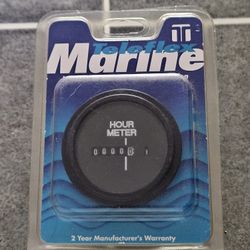 Teleflex
Marine
HOUR
METER
2 Year Manufacturer's Warranty